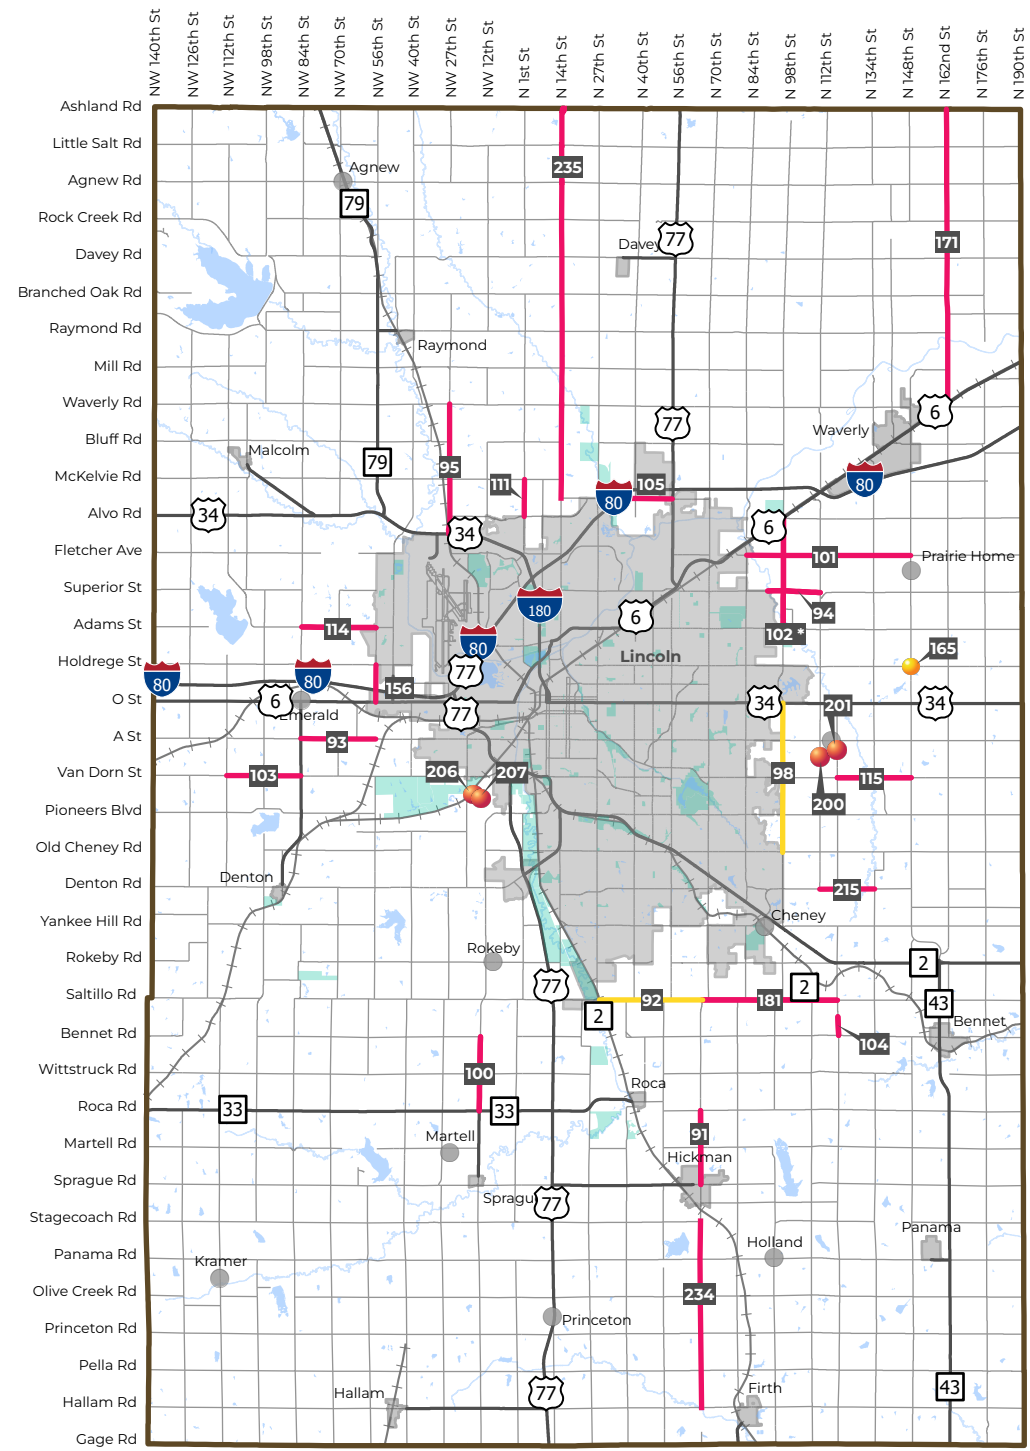 NW 140th St
NW 126th St
NW 112th St
NW 98th St
NW 84th St
NW 70th St
NW 56th St
NW 40th St
NW 27th St
NW 12th St
N 1st St
N 14th St
N 27th St
N 40th St
N 56th St
N 70th St
N 84th St
N 98th St
N 112th St
N 134th St
N 148th St
N 162nd St
N 176th St
N 190th St
Ashland Rd
Little Salt Rd
Agnew Rd
Rock Creek Rd
Davey Rd
Branched Oak Rd
Raymond Rd
Mill Rd
Waverly Rd
Bluff Rd
McKelvie Rd
Alvo Rd
Fletcher Ave
Superior St
Adams St
Holdrege St
O St
A St
Van Dorn St
Pioneers Blvd
Old Cheney Rd
Denton Rd
Yankee Hill Rd
Rokeby Rd
Saltillo Rd
Bennet Rd
Wittstruck Rd
Roca Rd
Martell Rd
Sprague Rd
Stagecoach Rd
Panama Rd
Olive Creek Rd
Princeton Rd
Pella Rd
Hallam Rd
Gage Rd
235
Agnew
79
77
Davey
171
Raymond
6
77
Waverly
Malcolm
79
95
111
105
80
80
34
34
6
101
Prairie Home
180
94
6
114
102 *
80
Lincoln
165
80
80
77
156
6
34
34
Emerald
77
201
93
103
206
207
98
115
200
Denton
215
Cheney
Rokeby
2
77
2
92
181
43
2
Bennet
104
100
Roca
33
33
91
Martell
Hickman
Spragu
77
Panama
Holland
Kramer
234
Princeton
43
77
Hallam
Firth